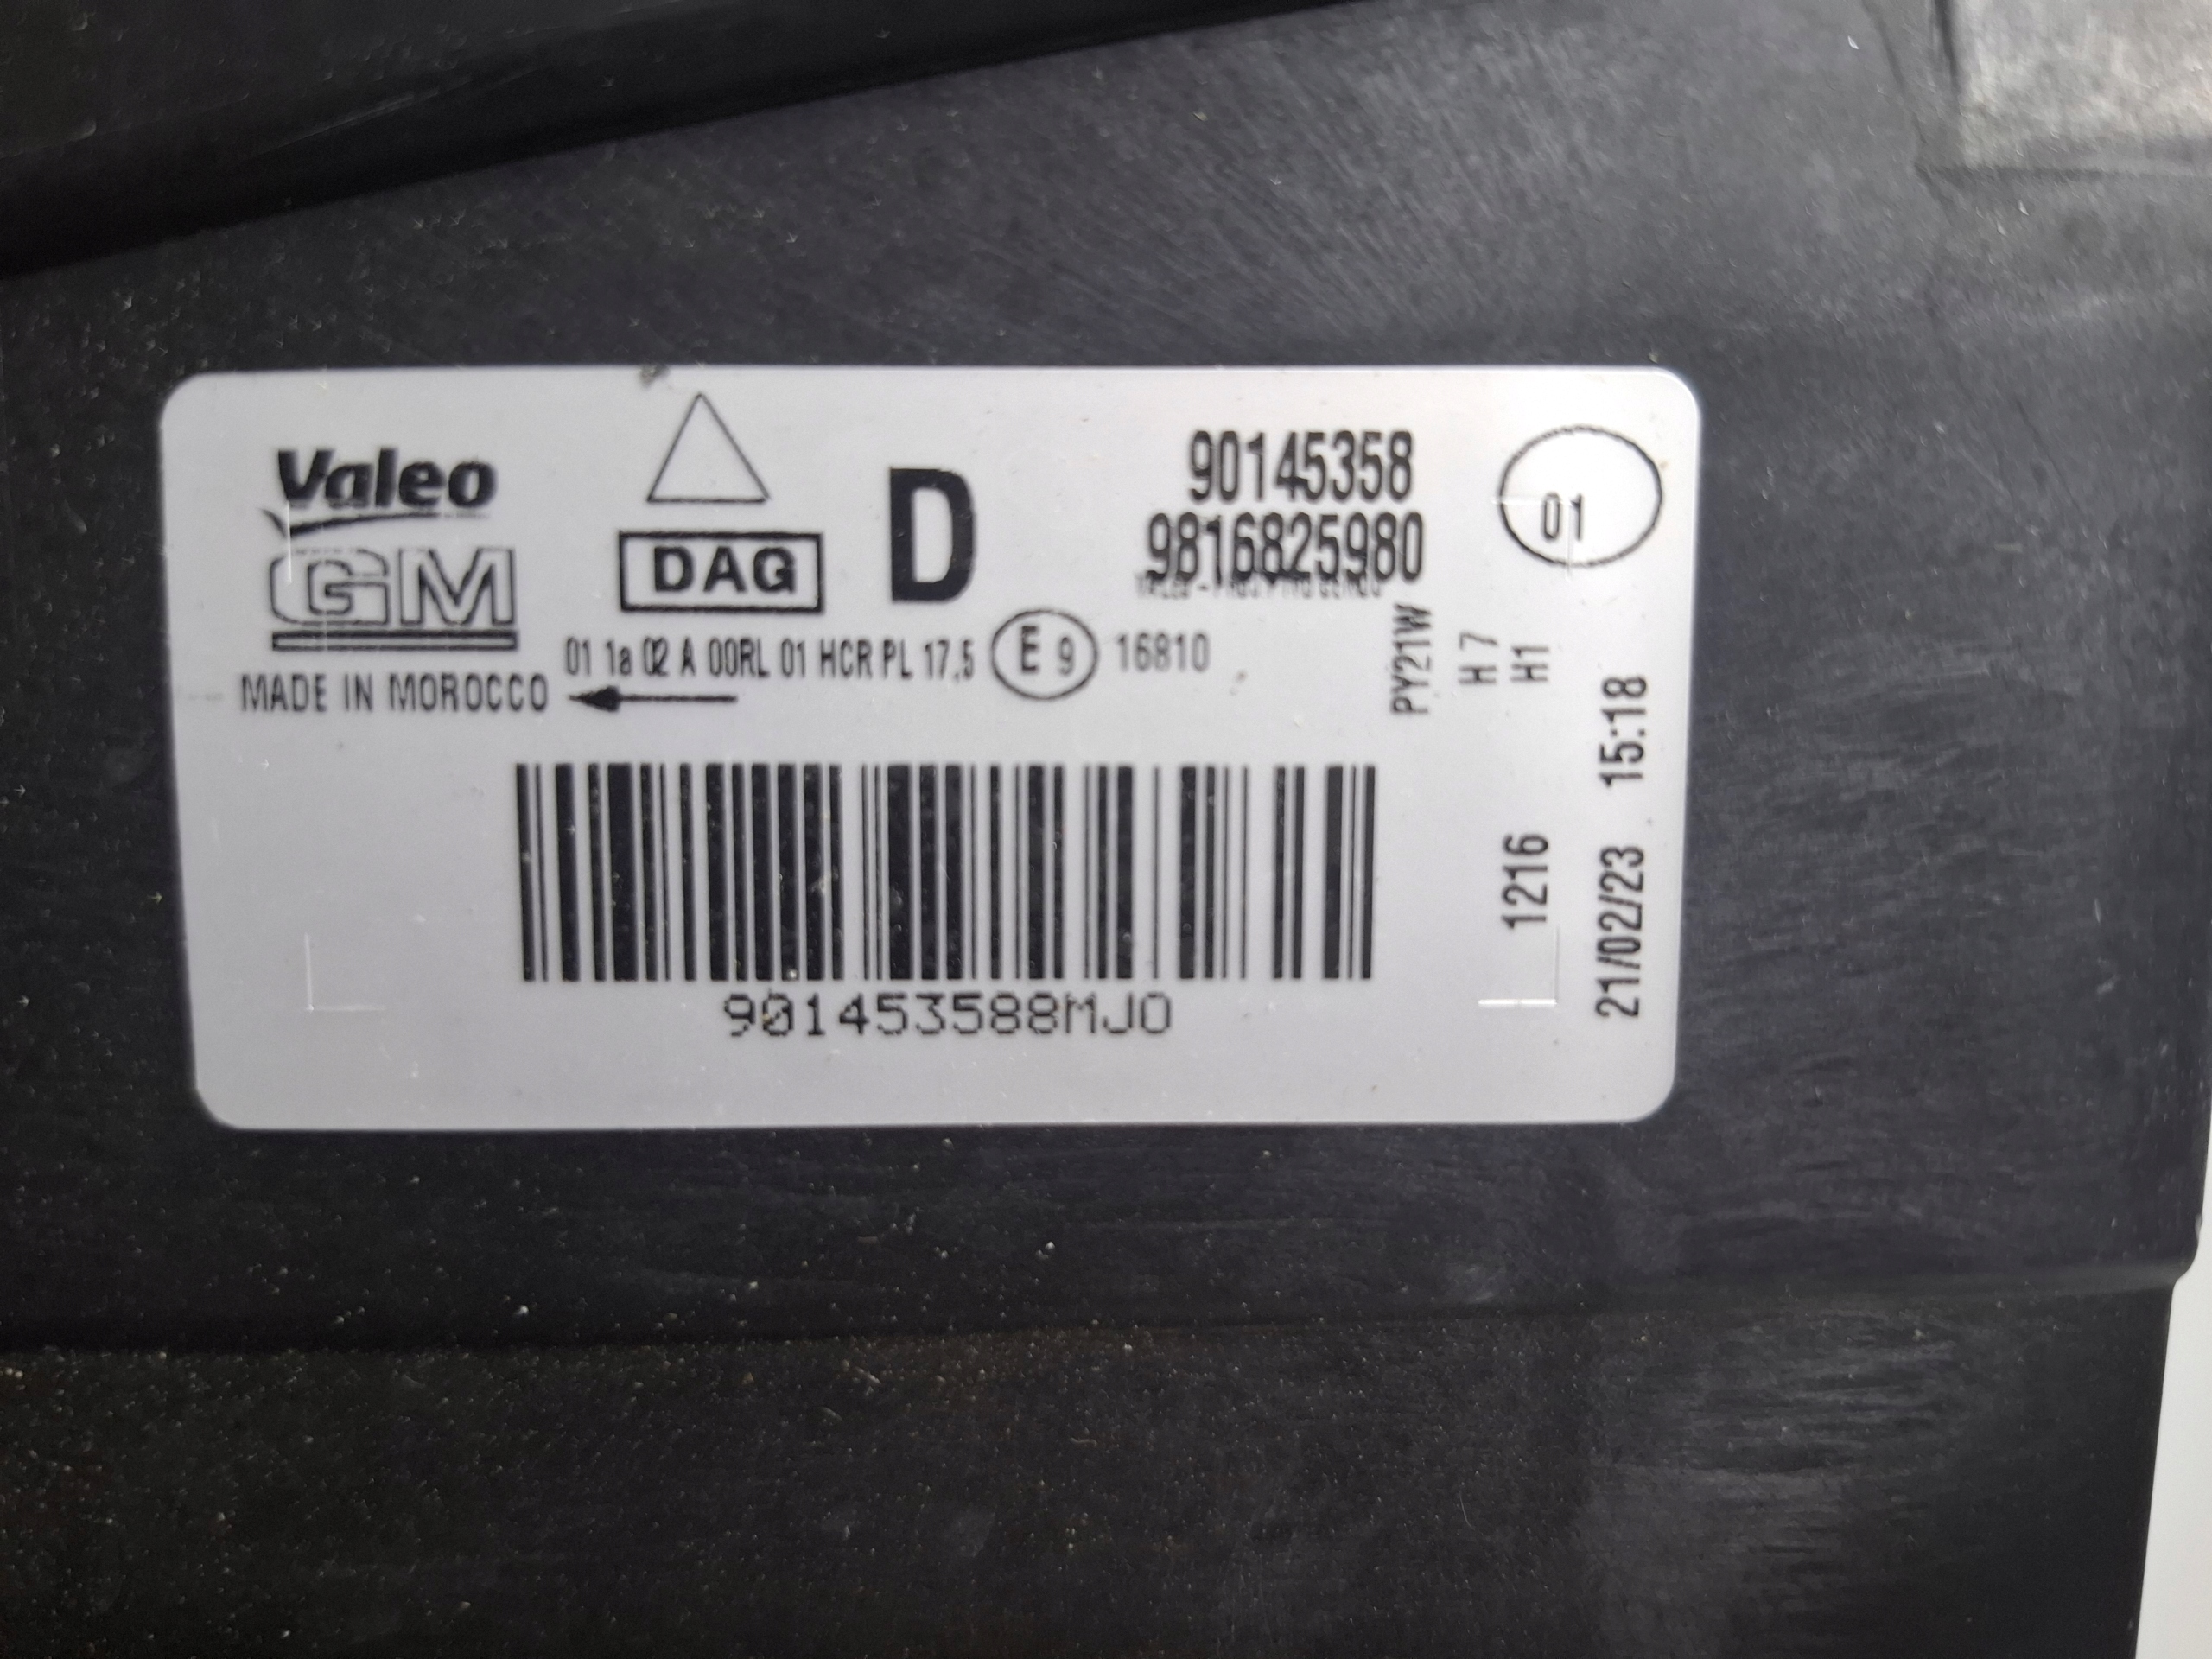 Valeo
GM
MADE IN MOROCCO
DAG
D
90145358
9816825980
01
01 1a 02 A 00RL 01 HCR PL 17,5 E 9 16810
PY21W
H7
H1
1216
21/02/23 15:18
901453588MJO